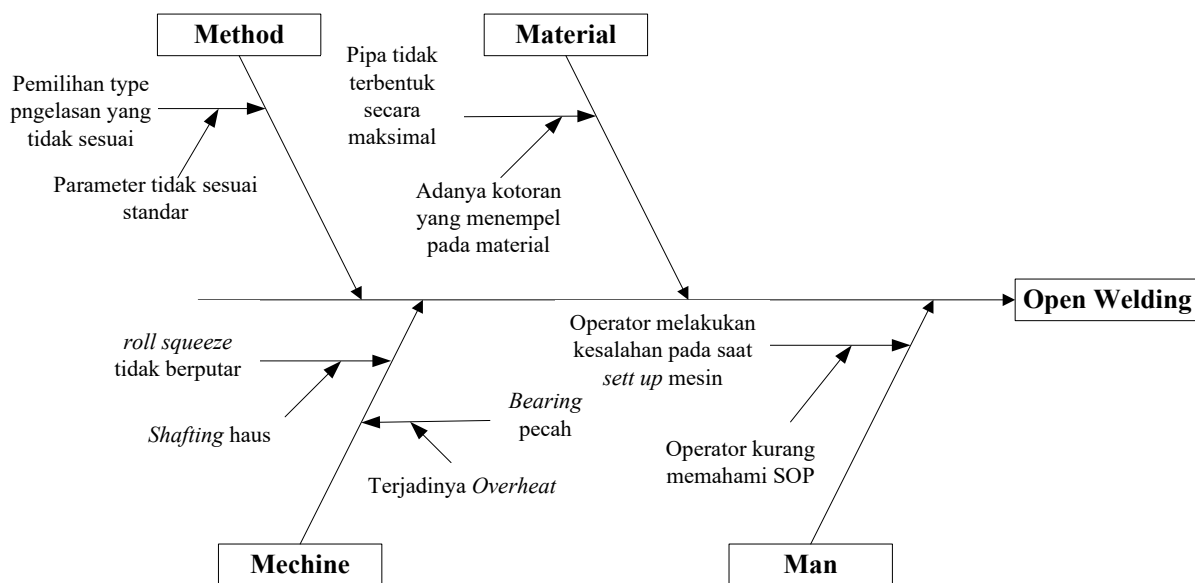 Method
Material
Pemilihan type
pngelasan yang
tidak sesuai
Parameter tidak sesuai
standar
Pipa tidak
terbentuk
secara
maksimal
Adanya kotoran
yang menempel
pada material
Open Welding
roll squeeze
tidak berputar
Shafting haus
Bearing
pecah
Terjadinya Overheat
Operator melakukan
kesalahan pada saat
sett up mesin
Operator kurang
memahami SOP
Mechine
Man